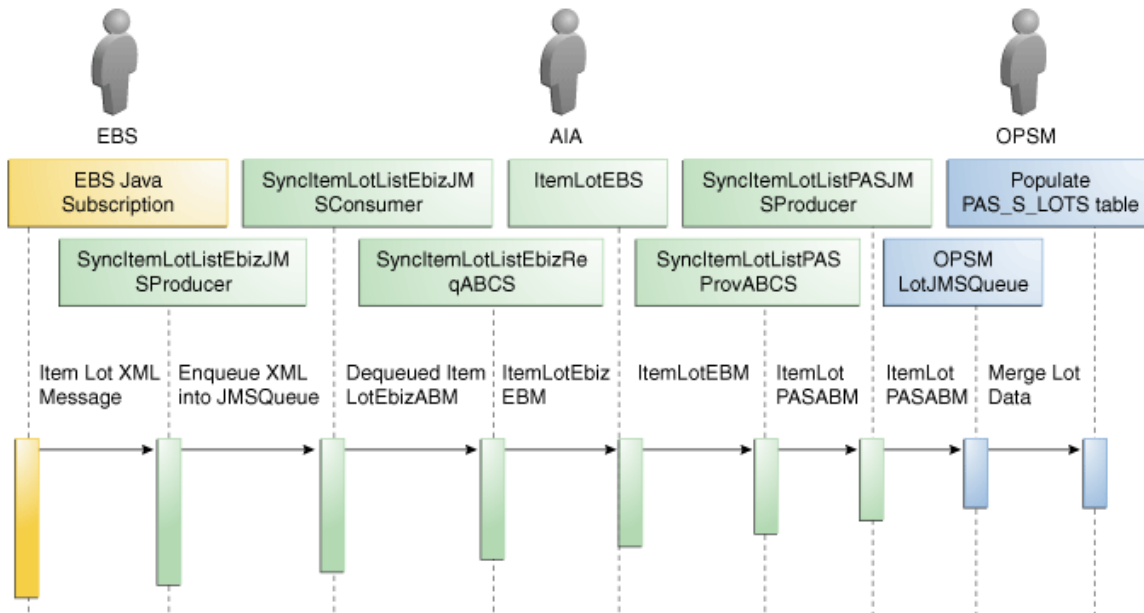 EBS
AIA
OPSM
EBS Java
Subscription
SyncItemLotListEbizJM
SConsumer
ItemLotEBS
SyncItemLotListPASJM
SProducer
Populate
PAS_S_LOTS table
SyncItemLotListEbizJM
SProducer
SyncItemLotListEbizRe
qABCS
SyncItemLotListPAS
ProvABCS
OPSM
LotJMSQueue
Item Lot XML
Message
Enqueue XML
into JMSQueue
Dequeued Item
LotEbizABM
ItemLotEbiz
EBM
ItemLotEBM
ItemLot
PASABM
ItemLot
PASABM
Merge Lot
Data